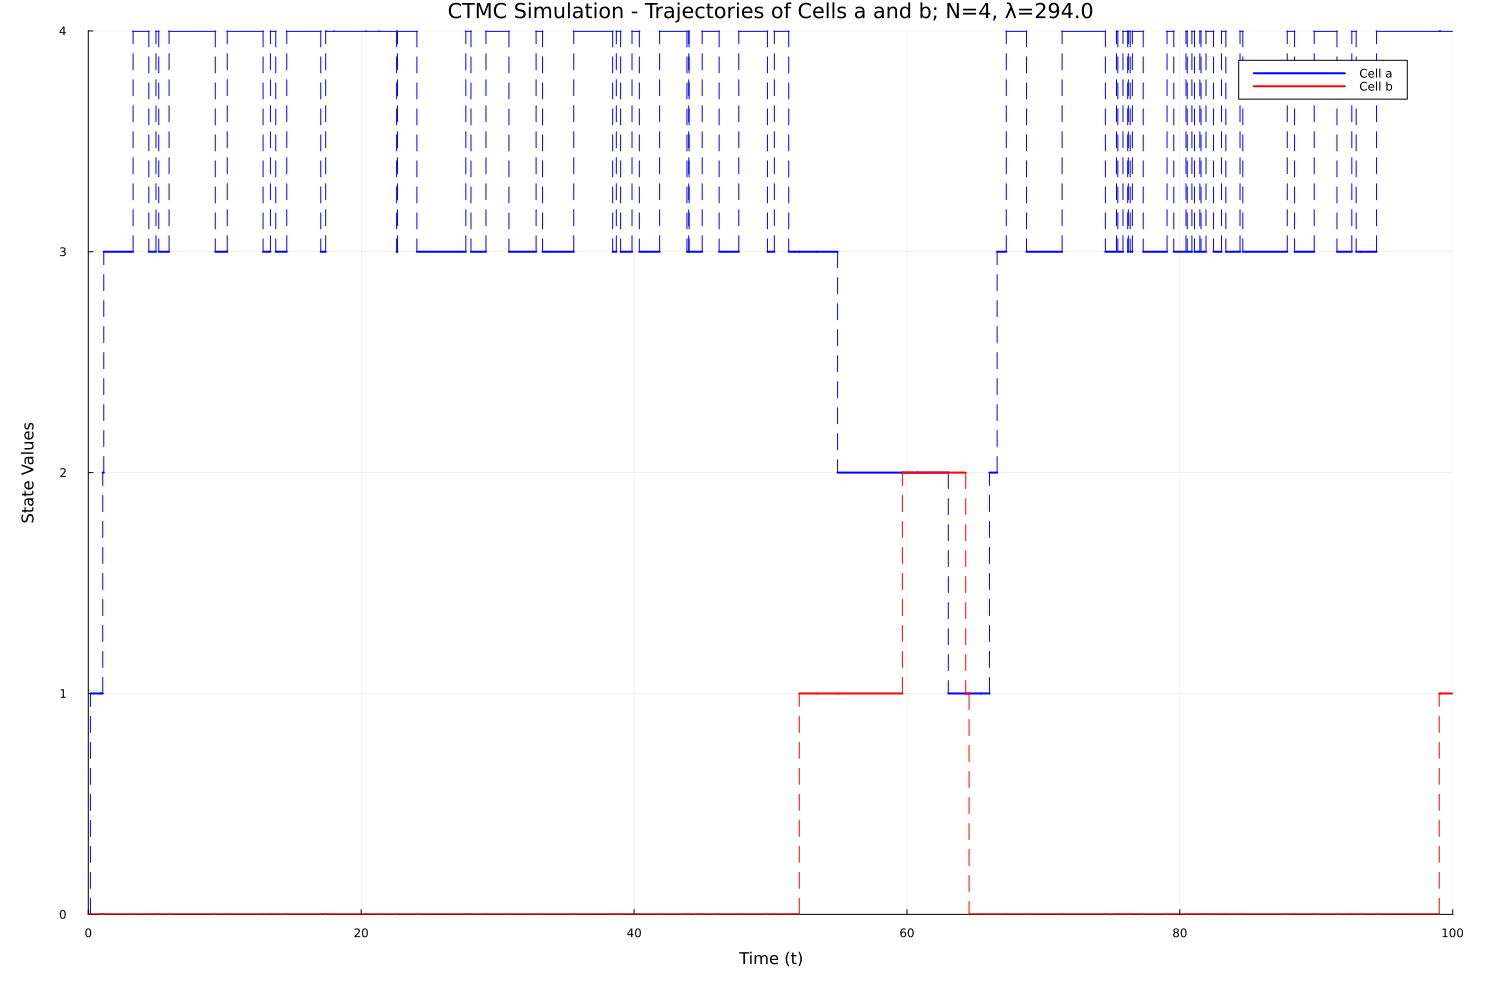 CTMC Simulation - Trajectories of Cells a and b; N=4, λ=294.0
4
3
2
1
0
State Values
Cell a
Cell b
0 20 40 60 80 100
Time (t)